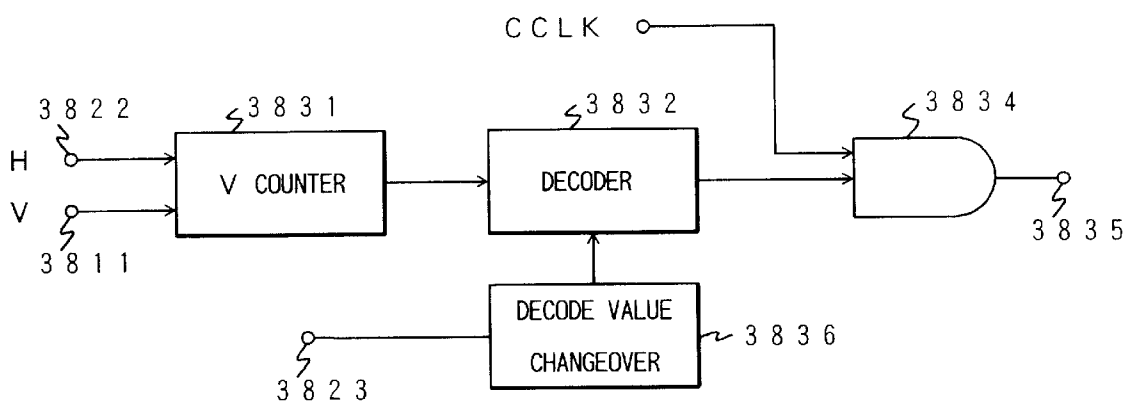 CCLK
3822
3831
3832
3834
H
V COUNTER
DECODER
V
3811
3835
DECODE VALUE
CHANGEOVER
3836
3823